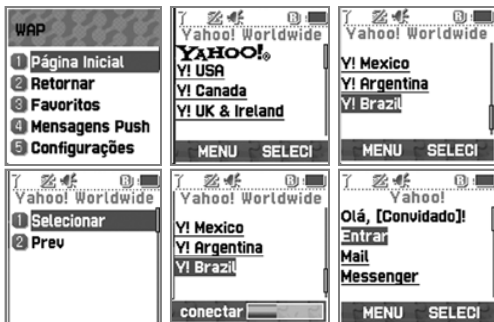 WAP
1 Página Inicial
2 Retornar
3 Favoritos
4 Mensagens Push
5 Configurações
Yahoo! Worldwide
YAHOO!
Y! USA
Y! Canada
Y! UK & Ireland
MENU SELECI
Yahoo! Worldwide
Y! Mexico
Y! Argentina
Y! Brazil
MENU SELECI
Yahoo! Worldwide
1 Selecionar
2 Prev
Yahoo! Worldwide
Y! Mexico
Y! Argentina
Y! Brazil
conectar
Yahoo!
Olá, [Convidado]!
Entrar
Mail
Messenger
MENU SELECI